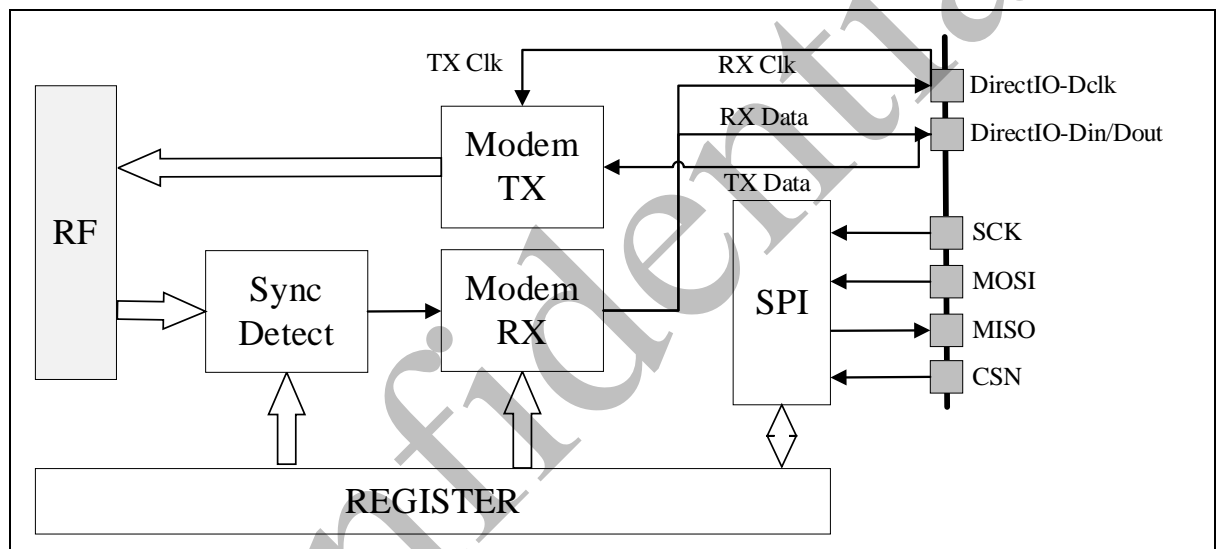 TX Clk
RX Clk
DirectIO-Dclk
RX Data
DirectIO-Din/Dout
Modem
TX
TX Data
RF
SCK
Sync
Detect
Modem
RX
SPI
MOSI
MISO
CSN
REGISTER